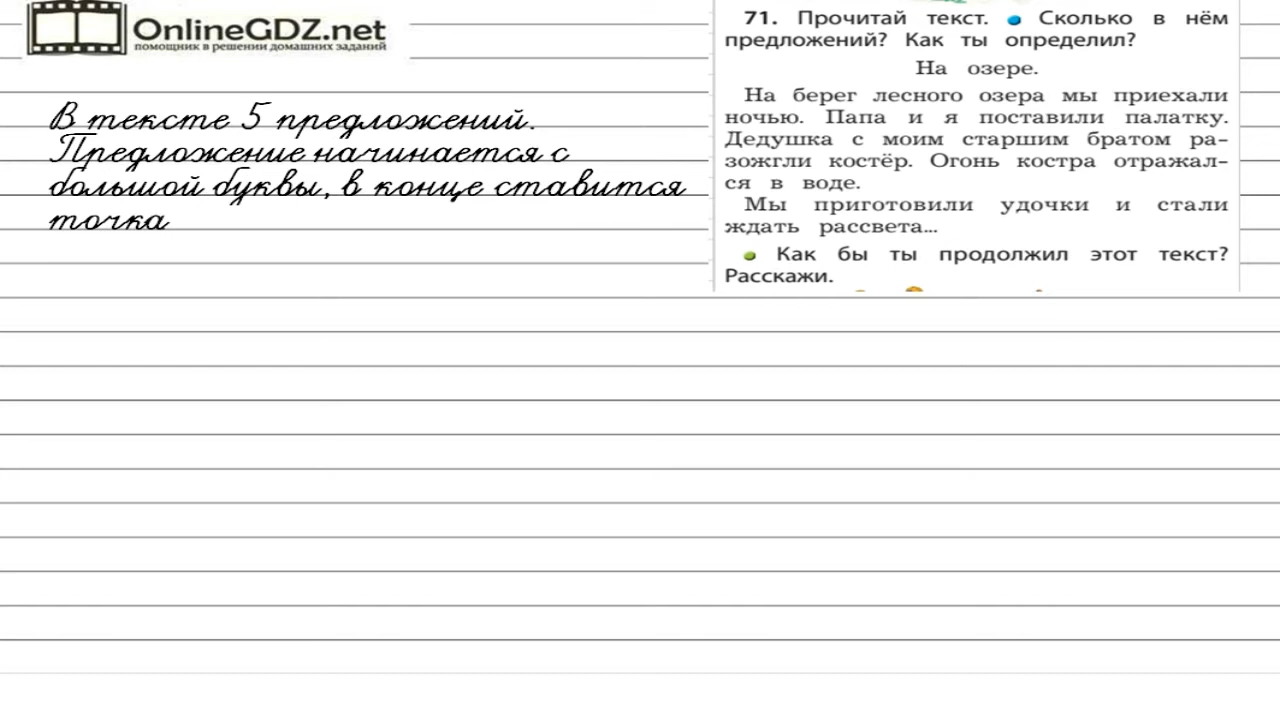 OnlineGDZ.net
помощник в решении домашних заданий
В тексте 5 предложений.
Предложение начинается с
большой буквы, в конце ставится
точка
71. Прочитай текст. Сколько в нём
предложений? Как ты определил?
На озере.
На берег лесного озера мы приехали
ночью. Папа и я поставили палатку.
Дедушка с моим старшим братом ра-
зожгли костёр. Огонь костра отражал-
ся в воде.
Мы приготовили удочки и стали
ждать рассвета...
Как бы ты продолжил этот текст?
Расскажи.